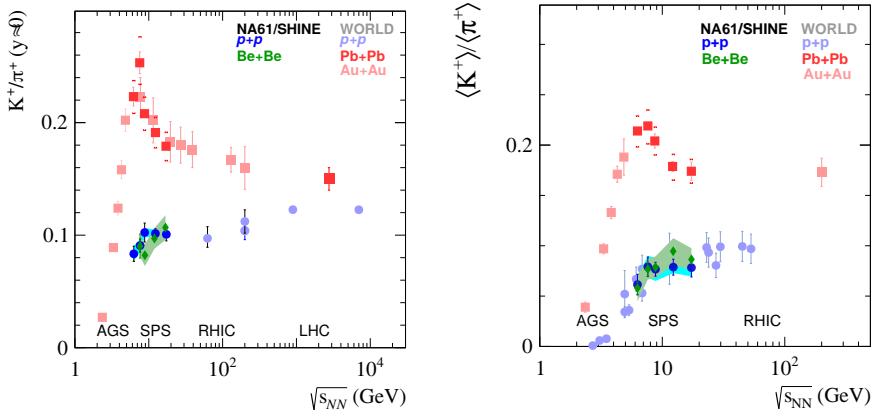 K⁺/π⁺ (y≈0)
NA61/SHINE WORLD
p+p p+p
Be+Be Pb+Pb
Au+Au
0.2
0.1
0
AGS SPS RHIC LHC
1 10 10² 10⁴
√s_NN (GeV)
⟨K⁺⟩/⟨π⁺⟩
NA61/SHINE WORLD
p+p p+p
Be+Be Pb+Pb
Au+Au
0.2
0
AGS SPS RHIC
1 10 10²
√s_NN (GeV)